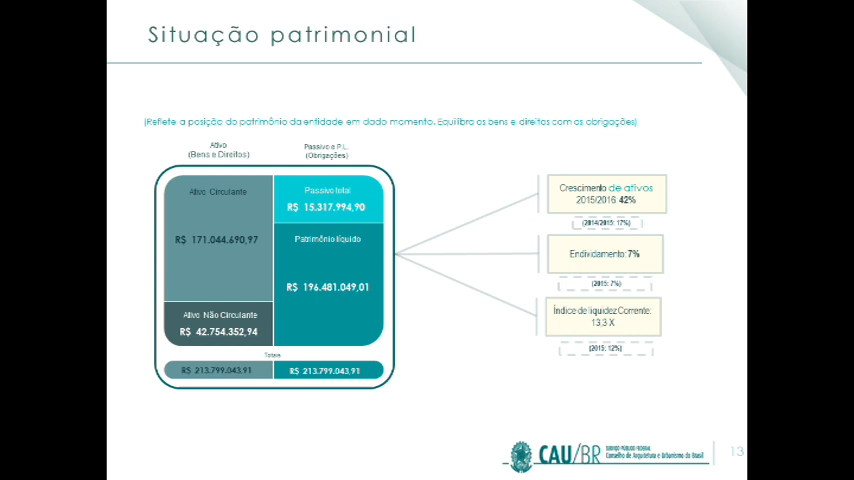 Situação patrimonial
(Reflete a posição do patrimônio da entidade em dado momento. Equilibra os bens e direitos com as obrigações)
Ativo
(Bens e Direitos)
Passivo e P.L.
(Obrigações)
Ativo Circulante
R$ 171.044.690,97
Passivo total
R$ 15.317.994,90
Patrimônio líquido
R$ 196.481.049,01
Ativo Não Circulante
R$ 42.754.352,94
Totais
R$ 213.799.043,91
R$ 213.799.043,91
Crescimento de ativos
2015/2016: 42%
(2014/2015: 17%)
Endividamento: 7%
(2015: 7%)
Índice de liquidez Corrente:
13,3 X
(2015: 12%)
CAU/BR
SERVIÇO PÚBLICO FEDERAL
Conselho de Arquitetura e Urbanismo do Brasil
13